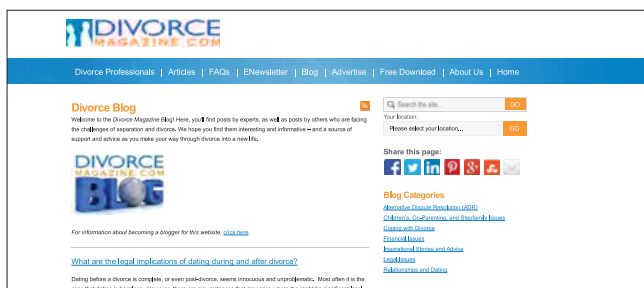 DIVORCE
MAGAZINE.COM
Divorce Professionals | Articles | FAQs | ENewsletter | Blog | Advertise | Free Download | About Us | Home
Divorce Blog
Welcome to the Divorce Magazine Blog! Here, you'll find posts by experts, as well as posts by others who are facing
the challenges of separation and divorce. We hope you find them interesting and informative – and a source of
support and advice as you make your way through divorce into a new life.
DIVORCE
MAGAZINE.COM
BLOG
For information about becoming a blogger for this website, click here.
What are the legal implications of dating during and after divorce?
Dating before a divorce is complete, or even post-divorce, seems innocuous and unproblematic. Most often it is the
Search the site...
GO
Your location:
Please select your location...
GO
Share this page:
Blog Categories
Alternative Dispute Resolution (ADR)
Children's, Co-Parenting, and Stepfamily Issues
Coping with Divorce
Financial Issues
Inspirational Stories and Advice
Legal Issues
Relationships and Dating